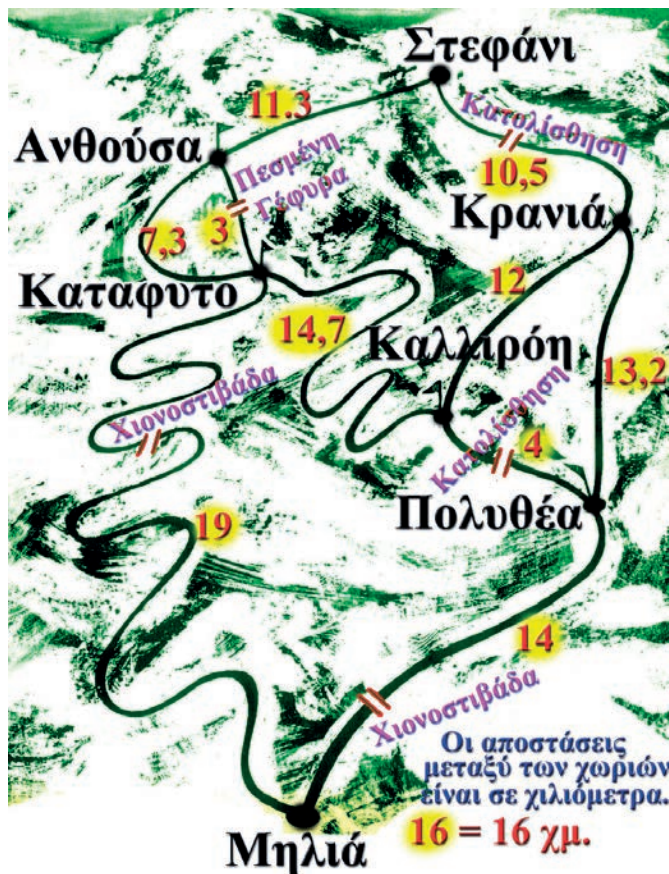 Στεφάνι
11.3
Κατολίσθηση
Ανθούσα
Πεσμένη
Γέφυρα
10,5
Κρανιά
7,3
3
Καταφυτο
12
14,7
Καλλιρόη
13,2
Χιονοστιβάδα
Κατολίσθηση
4
Πολυθέα
19
14
Χιονοστιβάδα
Οι αποστάσεις
μεταξύ των χωριών
είναι σε χιλιόμετρα.
16 = 16 χμ.
Μηλιά